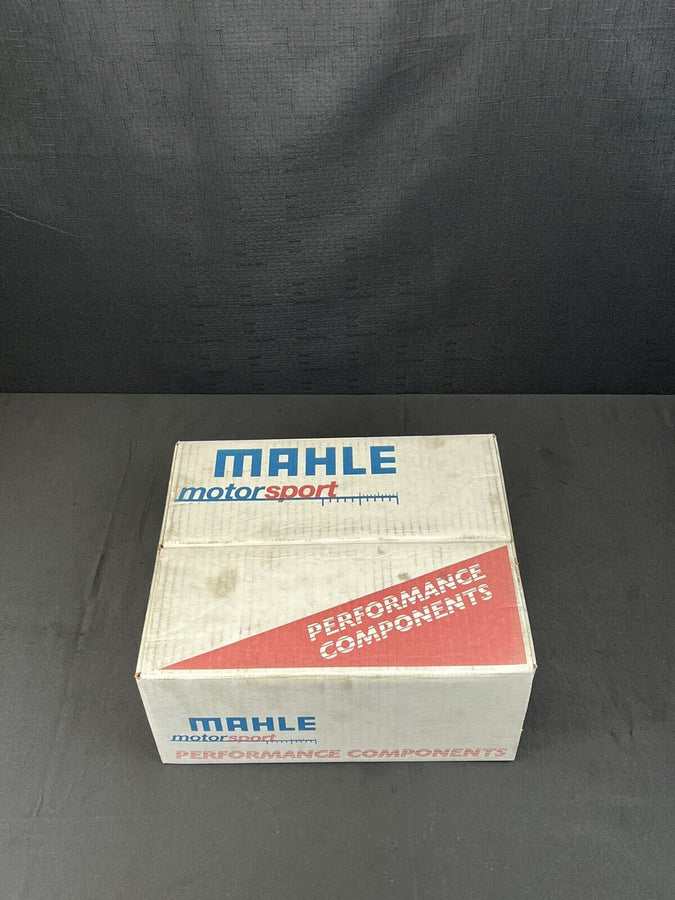 MAHLE
motorsport
PERFORMANCE
COMPONENTS
MAHLE
motorsport
PERFORMANCE COMPONENTS